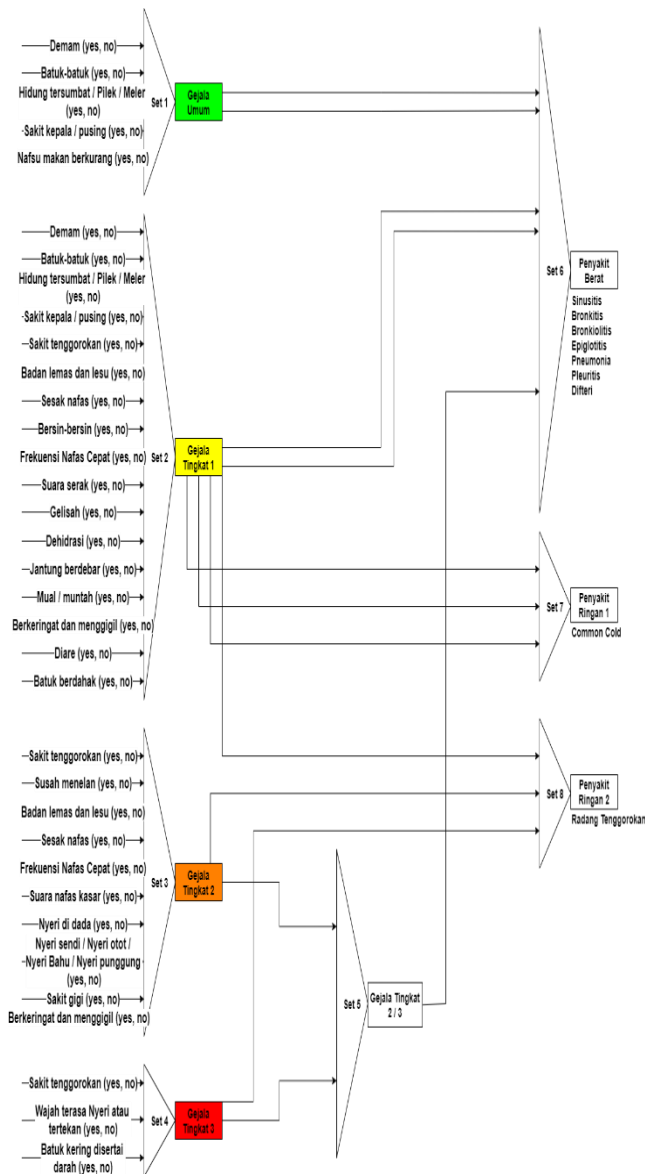 Demam (yes, no)
Batuk-batuk (yes, no)
Hidung tersumbat / Pilek / Meler
(yes, no)
Sakit kepala / pusing (yes, no)
Nafsu makan berkurang (yes, no)
Set 1
Gejala
Umum
Demam (yes, no)
Batuk-batuk (yes, no)
Hidung tersumbat / Pilek / Meler
(yes, no)
Sakit kepala / pusing (yes, no)
Sakit tenggorokan (yes, no)
Badan lemas dan lesu (yes, no)
Sesak nafas (yes, no)
Bersin-bersin (yes, no)
Frekuensi Nafas Cepat (yes, no)
Suara serak (yes, no)
Gelisah (yes, no)
Dehidrasi (yes, no)
Jantung berdebar (yes, no)
Mual / muntah (yes, no)
Berkeringat dan menggigil (yes, no)
Diare (yes, no)
Batuk berdahak (yes, no)
Set 2
Gejala
Tingkat 1
Sakit tenggorokan (yes, no)
Susah menelan (yes, no)
Badan lemas dan lesu (yes, no)
Sesak nafas (yes, no)
Frekuensi Nafas Cepat (yes, no)
Suara nafas kasar (yes, no)
Nyeri di dada (yes, no)
Nyeri sendi / Nyeri otot /
Nyeri Bahu / Nyeri punggung
(yes, no)
Sakit gigi (yes, no)
Berkeringat dan menggigil (yes, no)
Set 3
Gejala
Tingkat 2
Sakit tenggorokan (yes, no)
Wajah terasa Nyeri atau
tertekan (yes, no)
Batuk kering disertai
darah (yes, no)
Set 4
Gejala
Tingkat 3
Set 5
Gejala Tingkat
2 / 3
Set 6
Penyakit
Berat
Sinusitis
Bronkitis
Bronkiolitis
Epiglotitis
Pneumonia
Pleuritis
Difteri
Set 7
Penyakit
Ringan 1
Common Cold
Set 8
Penyakit
Ringan 2
Radang Tenggorokan